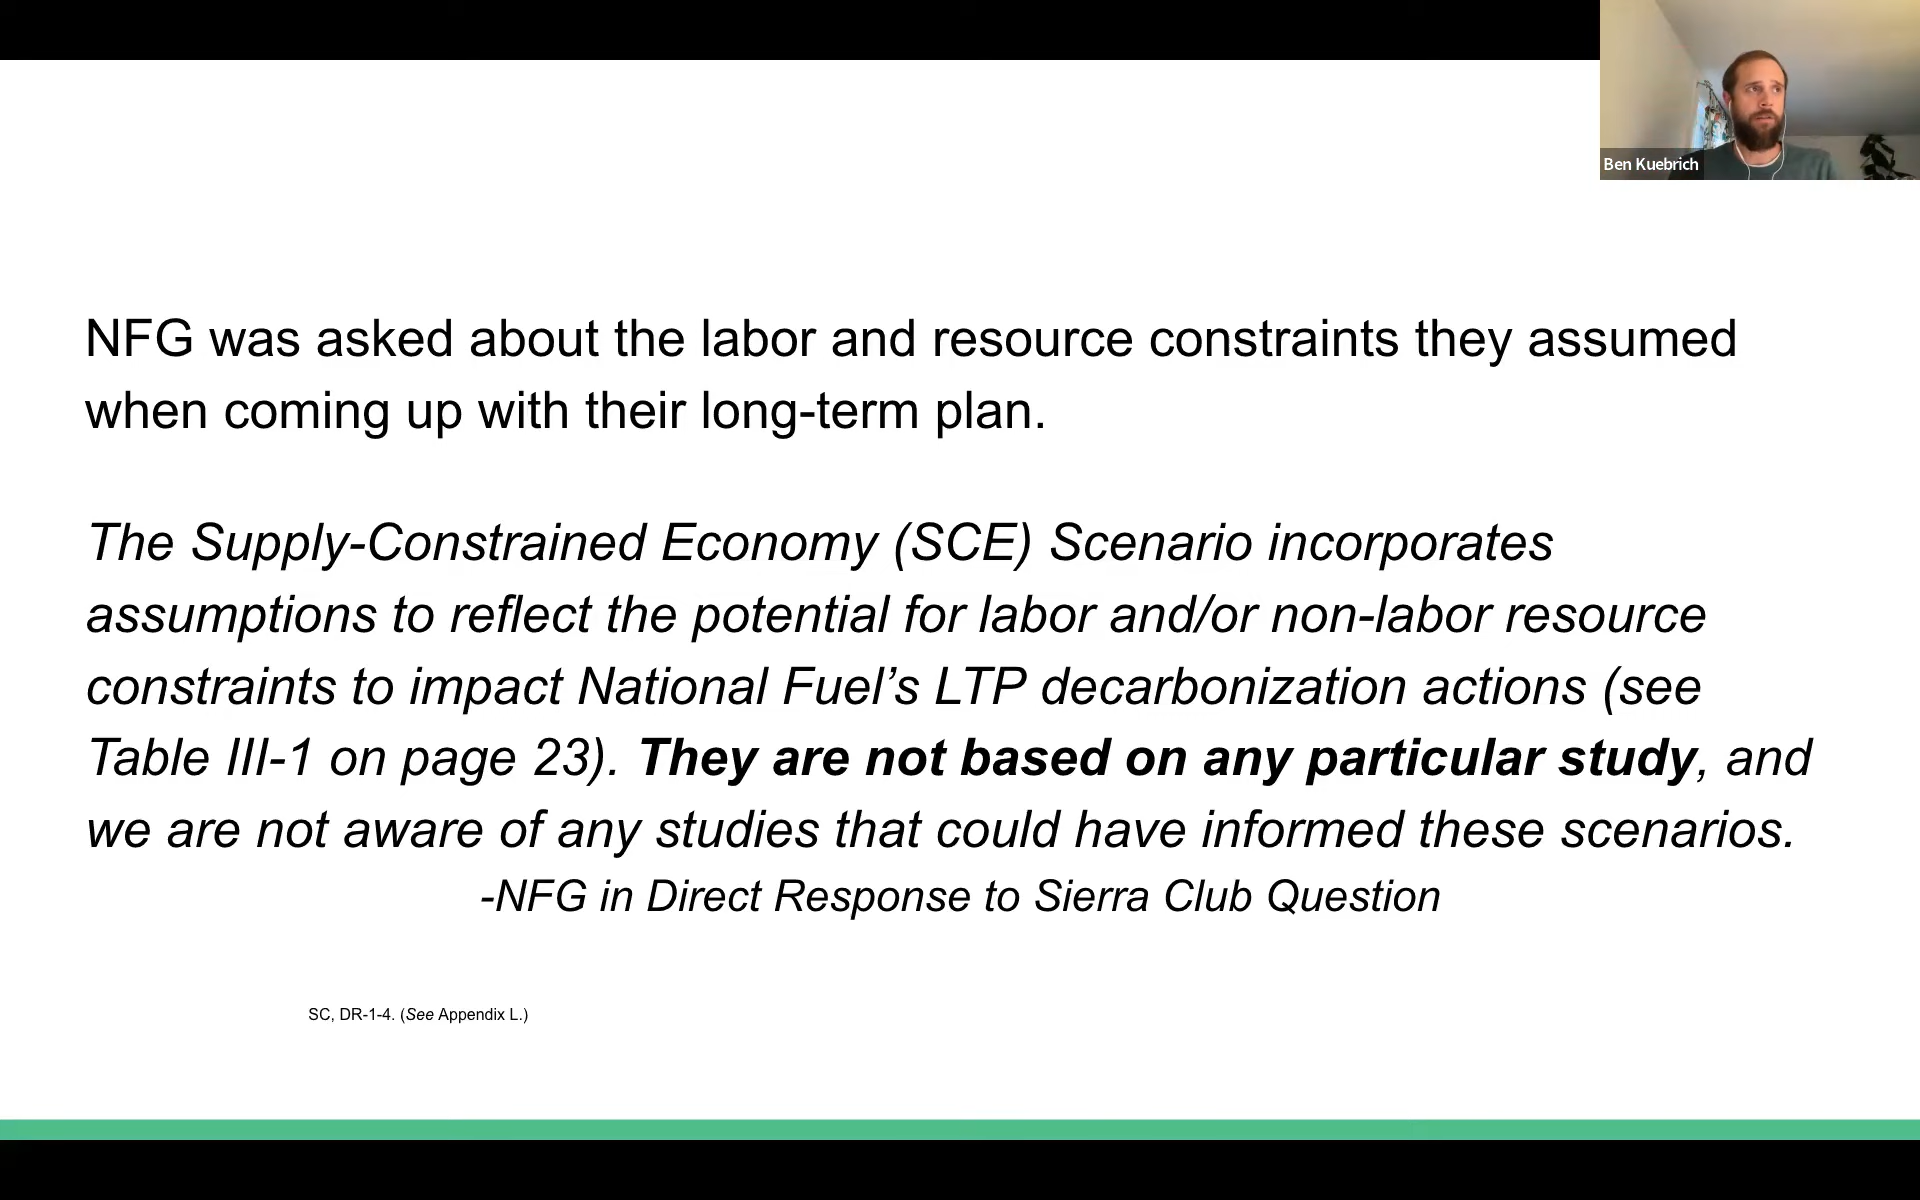 Ben Kuebrich
NFG was asked about the labor and resource constraints they assumed
when coming up with their long-term plan.
The Supply-Constrained Economy (SCE) Scenario incorporates
assumptions to reflect the potential for labor and/or non-labor resource
constraints to impact National Fuel’s LTP decarbonization actions (see
Table III-1 on page 23). They are not based on any particular study, and
we are not aware of any studies that could have informed these scenarios.
-NFG in Direct Response to Sierra Club Question
SC, DR-1-4. (See Appendix L.)